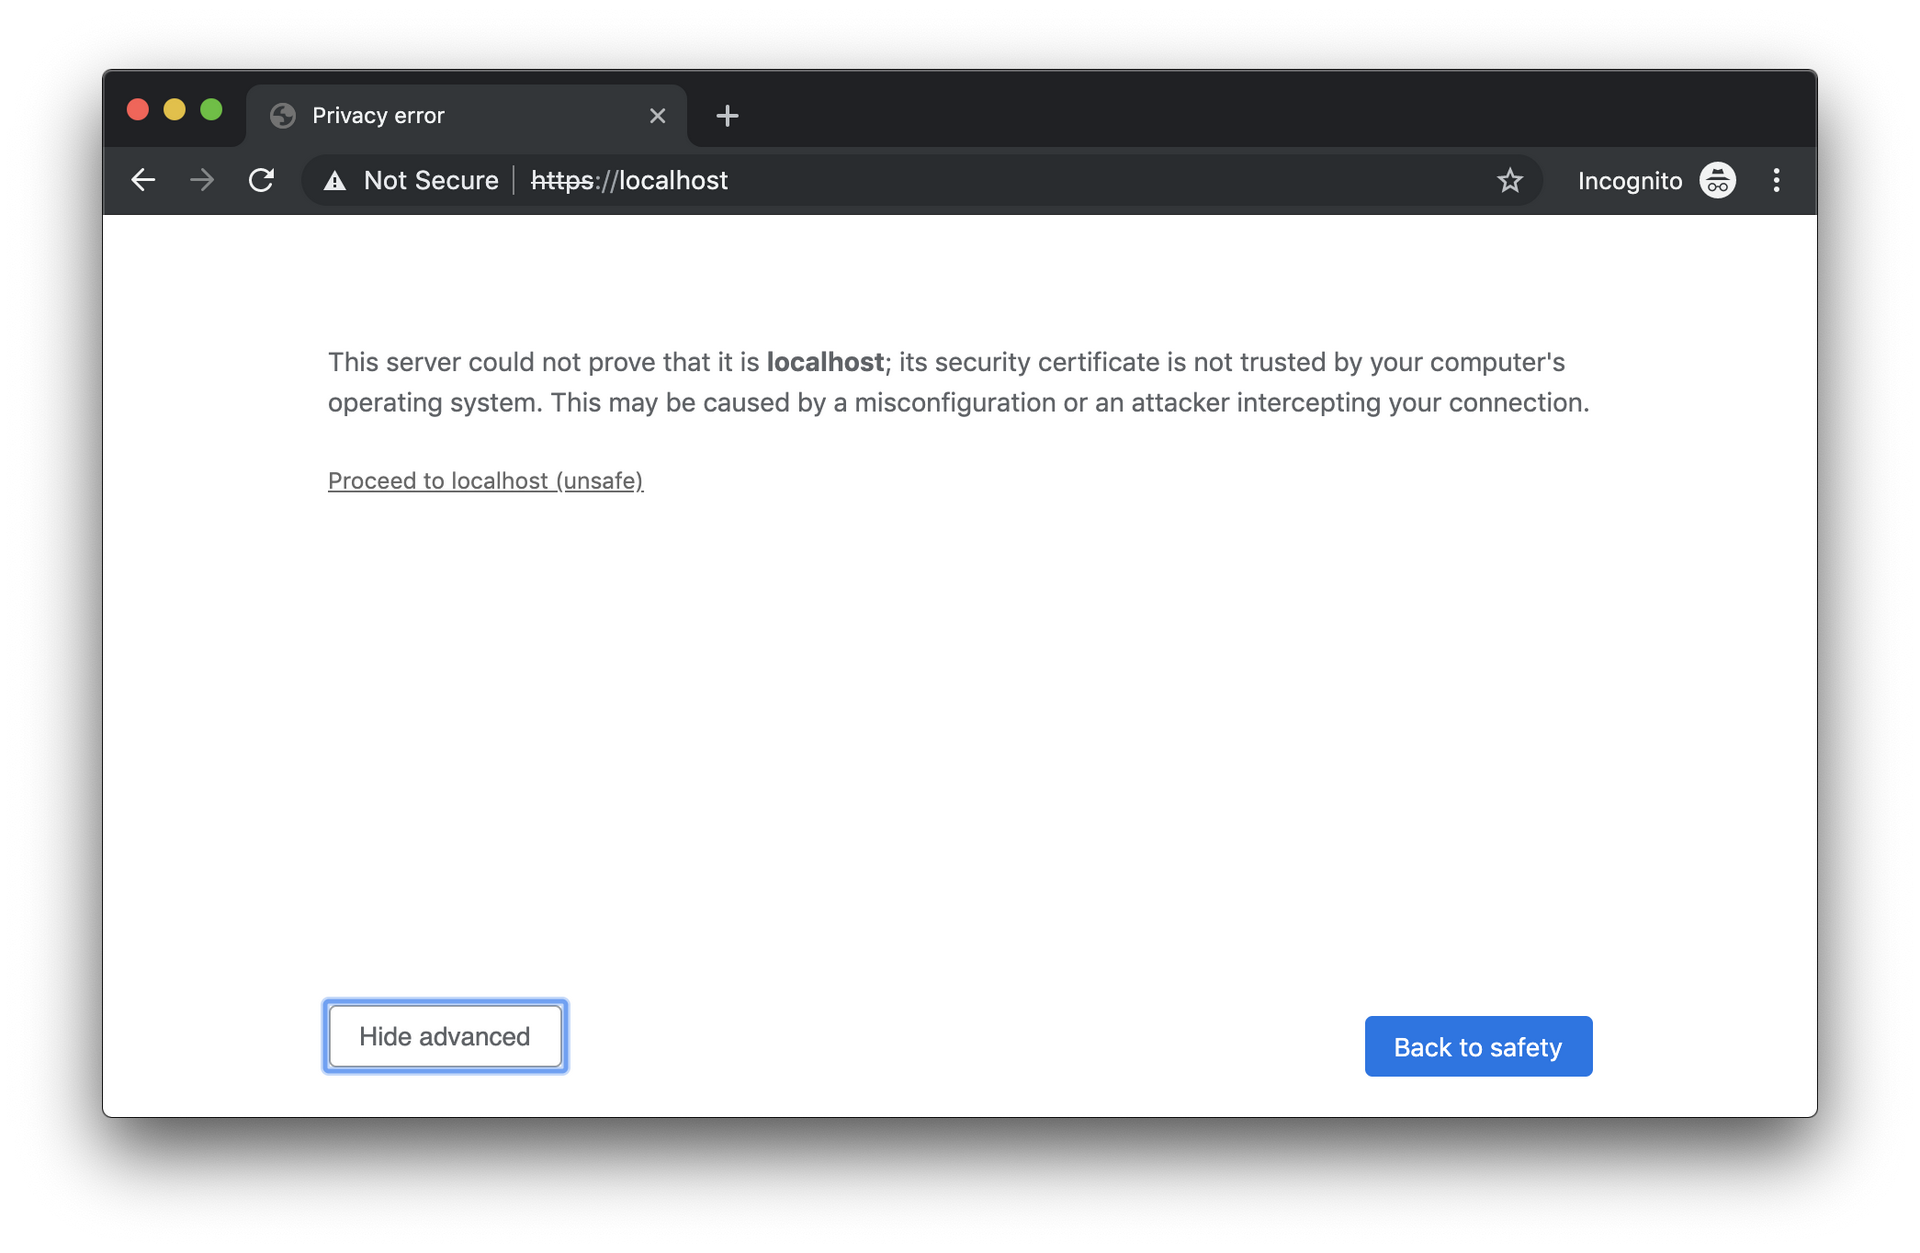 Privacy error
Not Secure https://localhost Incognito
This server could not prove that it is localhost; its security certificate is not trusted by your computer's
operating system. This may be caused by a misconfiguration or an attacker intercepting your connection.
Proceed to localhost (unsafe)
Hide advanced
Back to safety